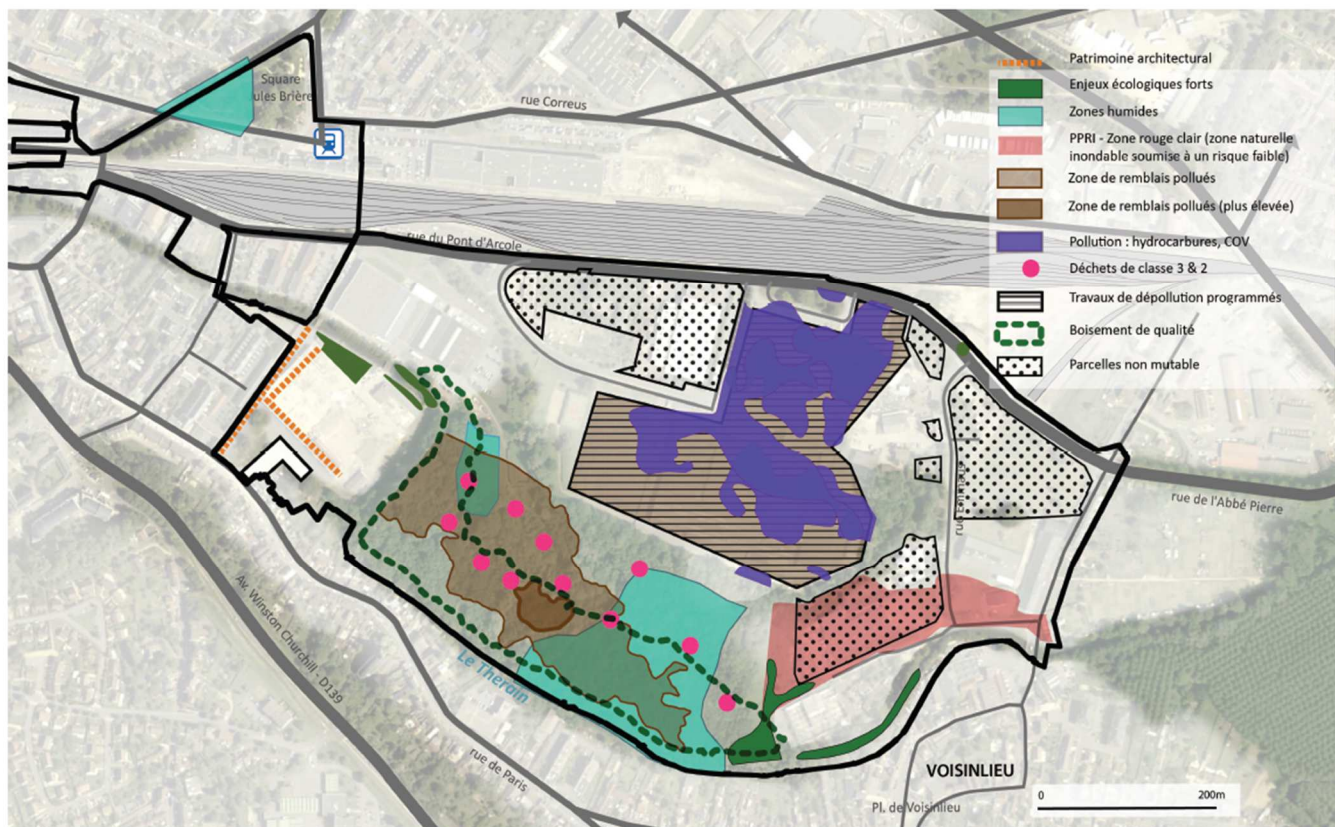 Square
ules Brière
rue Correus
Patrimoine architectural
Enjeux écologiques forts
Zones humides
PPRI - Zone rouge clair (zone naturelle
inondable soumise à un risque faible)
Zone de remblais pollués
Zone de remblais pollués (plus élevée)
Pollution : hydrocarbures, COV
Déchets de classe 3 & 2
Travaux de dépollution programmés
Boisement de qualité
Parcelles non mutable
rue du Pont d'Arcole
rue
rue de l'Abbé Pierre
Av. Winston Churchill - D139
Le Thérain
rue de Paris
VOISINLIEU
Pl. de Voisinlieu
0
200m